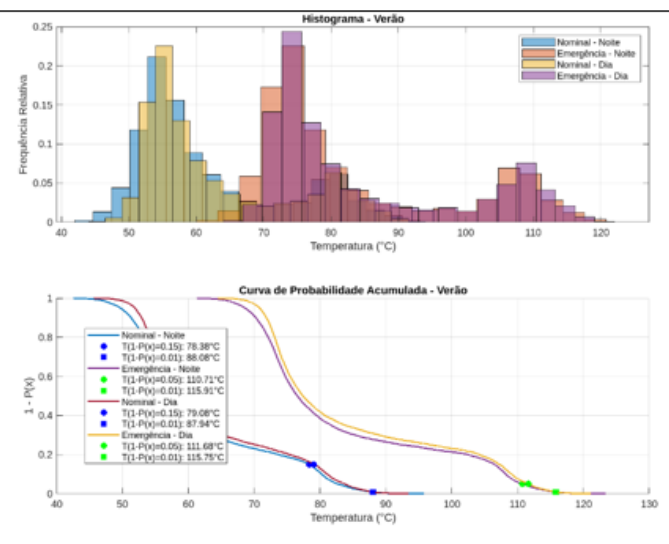 Histograma - Verão
0.25
0.2
0.15
0.1
0.05
0
Frequência Relativa
Nominal - Noite
Emergência - Noite
Nominal - Dia
Emergência - Dia
40 50 60 70 80 90 100 110 120
Temperatura (°C)
Curva de Probabilidade Acumulada - Verão
1
0.8
0.6
0.4
0.2
0
1 - P(x)
Nominal - Noite
T(1-P(x)=0.15): 78.38°C
T(1-P(x)=0.01): 88.08°C
Emergência - Noite
T(1-P(x)=0.05): 110.71°C
T(1-P(x)=0.01): 115.91°C
Nominal - Dia
T(1-P(x)=0.15): 79.08°C
T(1-P(x)=0.01): 87.94°C
Emergência - Dia
T(1-P(x)=0.05): 111.68°C
T(1-P(x)=0.01): 115.75°C
40 50 60 70 80 90 100 110 120 130
Temperatura (°C)